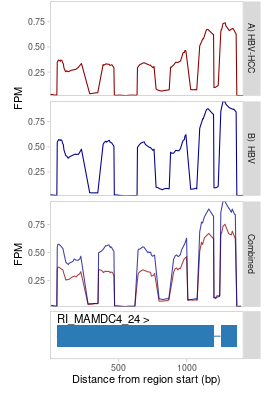 0.75
0.50
0.25
A) HBV-HCC
0.75
0.50
0.25
B) HBV
FPM
0.75
0.50
0.25
Combined
FPM
RI_MAMDC4_24 >
500
1000
Distance from region start (bp)